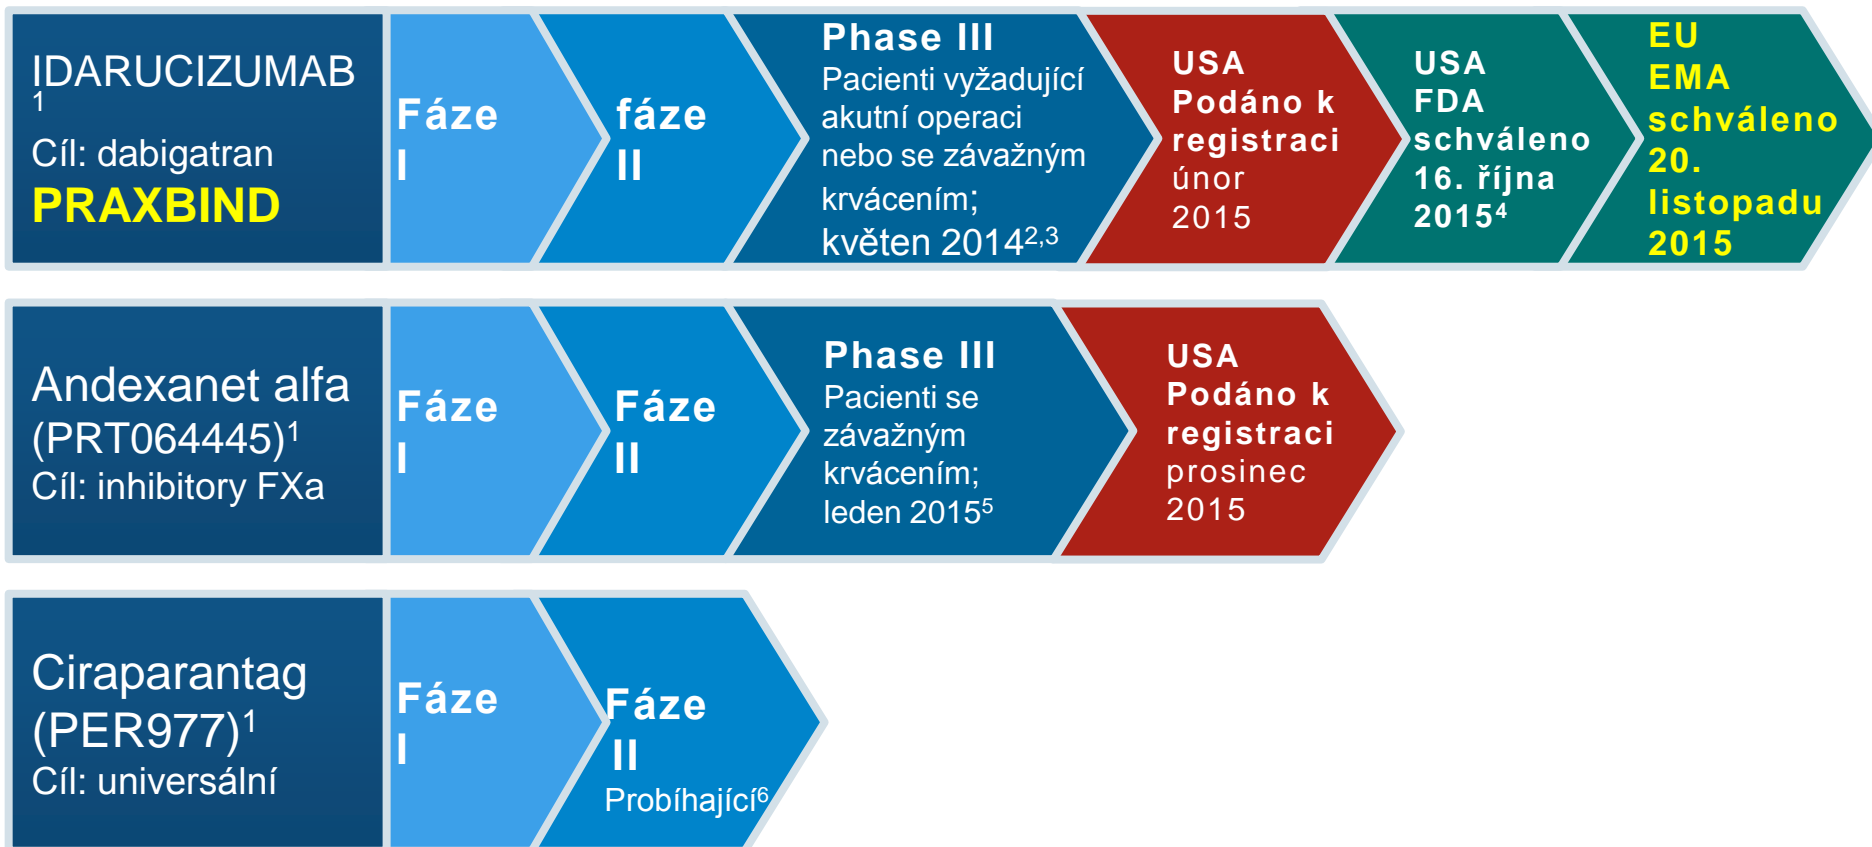 IDARUCIZUMAB
1
Cíl: dabigatran
PRAXBIND
Fáze
I
fáze
II
Phase III
Pacienti vyžadující
akutní operaci
nebo se závažným
krvácením;
květen 20142,3
USA
Podáno k
registraci
únor
2015
USA
FDA
schváleno
16. října
20154
EU
EMA
schváleno
20.
listopadu
2015
Andexanet alfa
(PRT064445)1
Cíl: inhibitory FXa
Fáze
I
Fáze
II
Phase III
Pacienti se
závažným
krvácením;
leden 20155
USA
Podáno k
registraci
prosinec
2015
Ciraparantag
(PER977)1
Cíl: universální
Fáze
I
Fáze
II
Probíhající6